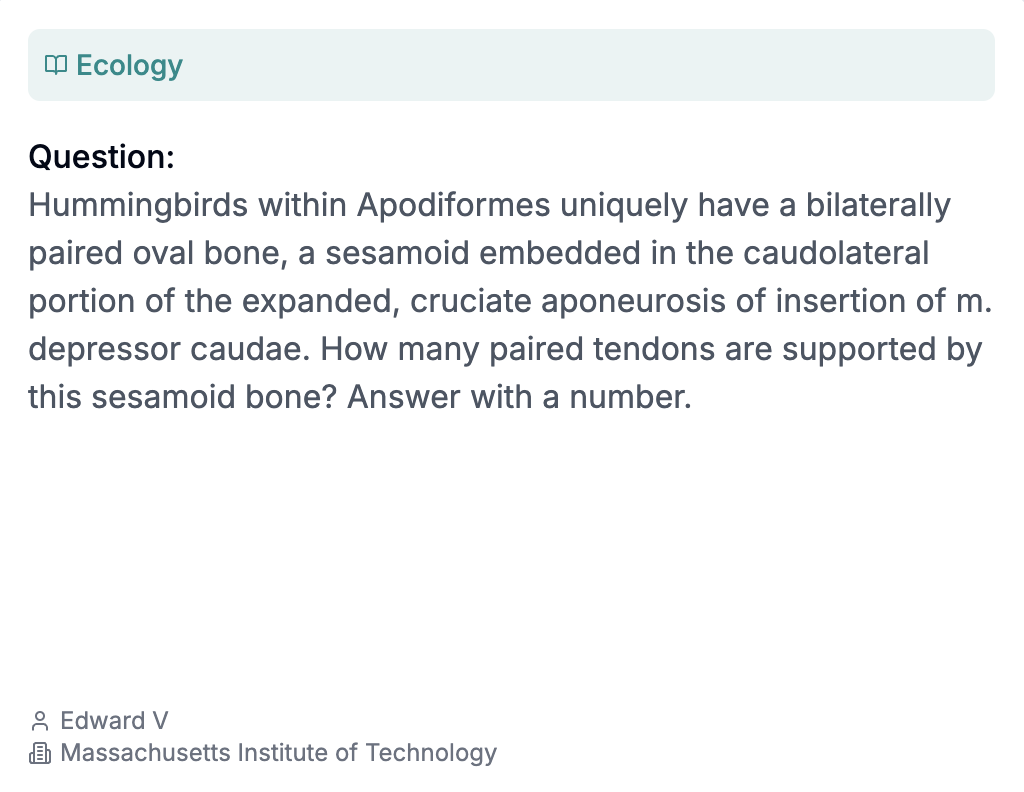 Ecology
Question:
Hummingbirds within Apodiformes uniquely have a bilaterally
paired oval bone, a sesamoid embedded in the caudolateral
portion of the expanded, cruciate aponeurosis of insertion of m.
depressor caudae. How many paired tendons are supported by
this sesamoid bone? Answer with a number.
Edward V
Massachusetts Institute of Technology